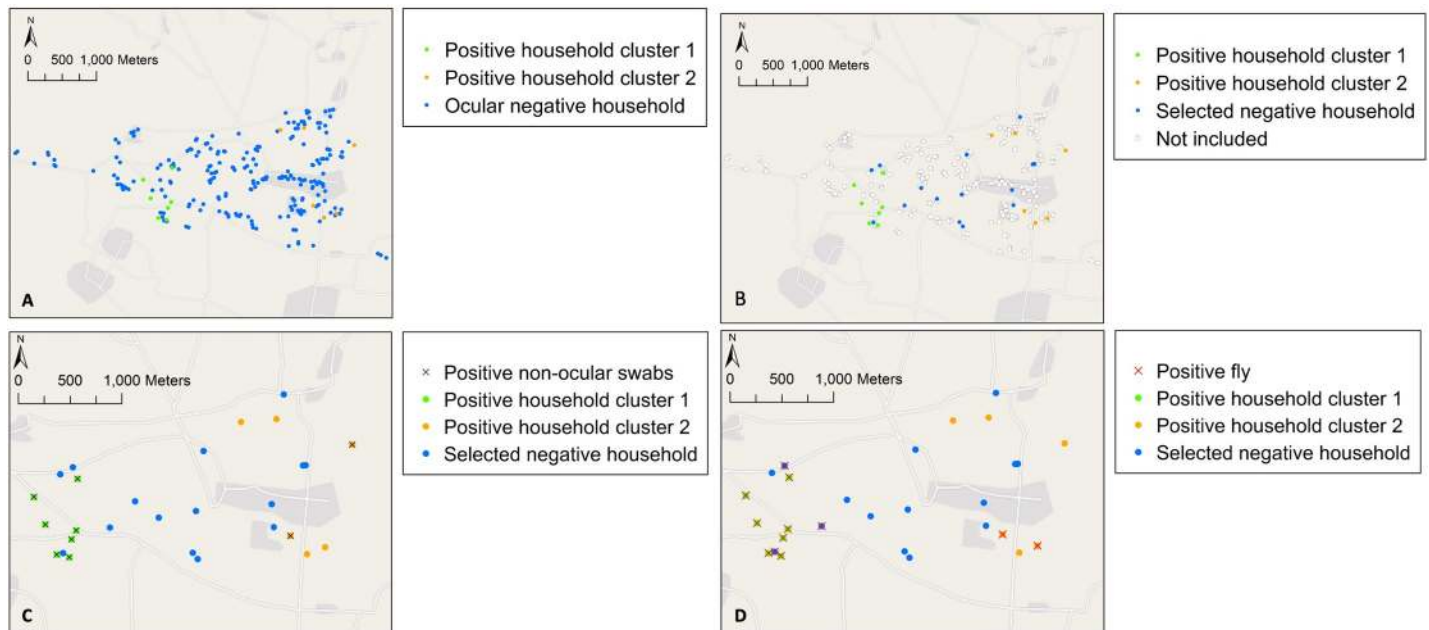 N
0 500 1,000 Meters
A
Positive household cluster 1
Positive household cluster 2
Ocular negative household
N
0 500 1,000 Meters
B
Positive household cluster 1
Positive household cluster 2
Selected negative household
Not included
N
0 500 1,000 Meters
C
Positive non-ocular swabs
Positive household cluster 1
Positive household cluster 2
Selected negative household
N
0 500 1,000 Meters
D
Positive fly
Positive household cluster 1
Positive household cluster 2
Selected negative household